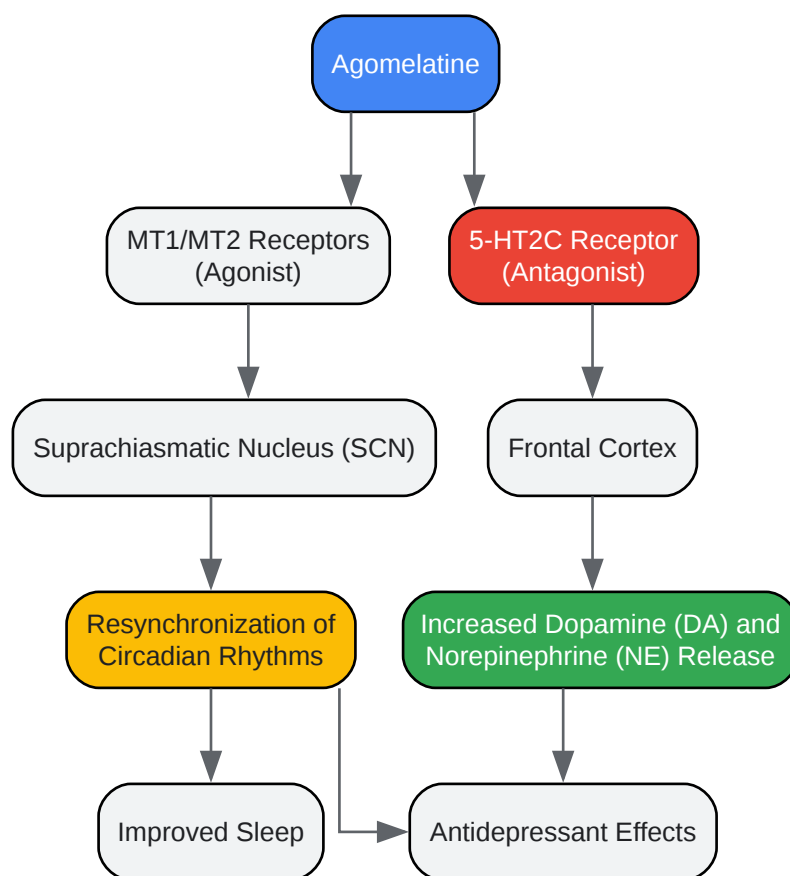 Agomelatine
MT1/MT2 Receptors
(Agonist)
5-HT2C Receptor
(Antagonist)
Suprachiasmatic Nucleus (SCN)
Frontal Cortex
Resynchronization of
Circadian Rhythms
Increased Dopamine (DA) and
Norepinephrine (NE) Release
Improved Sleep
Antidepressant Effects